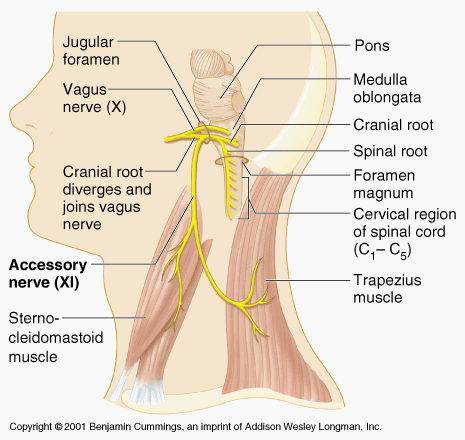 Jugular
foramen
Vagus
nerve (X)
Cranial root
diverges and
joins vagus
nerve
Accessory
nerve (XI)
Sterno-
cleidomastoid
muscle
Pons
Medulla
oblongata
Cranial root
Spinal root
Foramen
magnum
Cervical region
of spinal cord
(C₁– C₅)
Trapezius
muscle
Copyright © 2001 Benjamin Cummings, an imprint of Addison Wesley Longman, Inc.